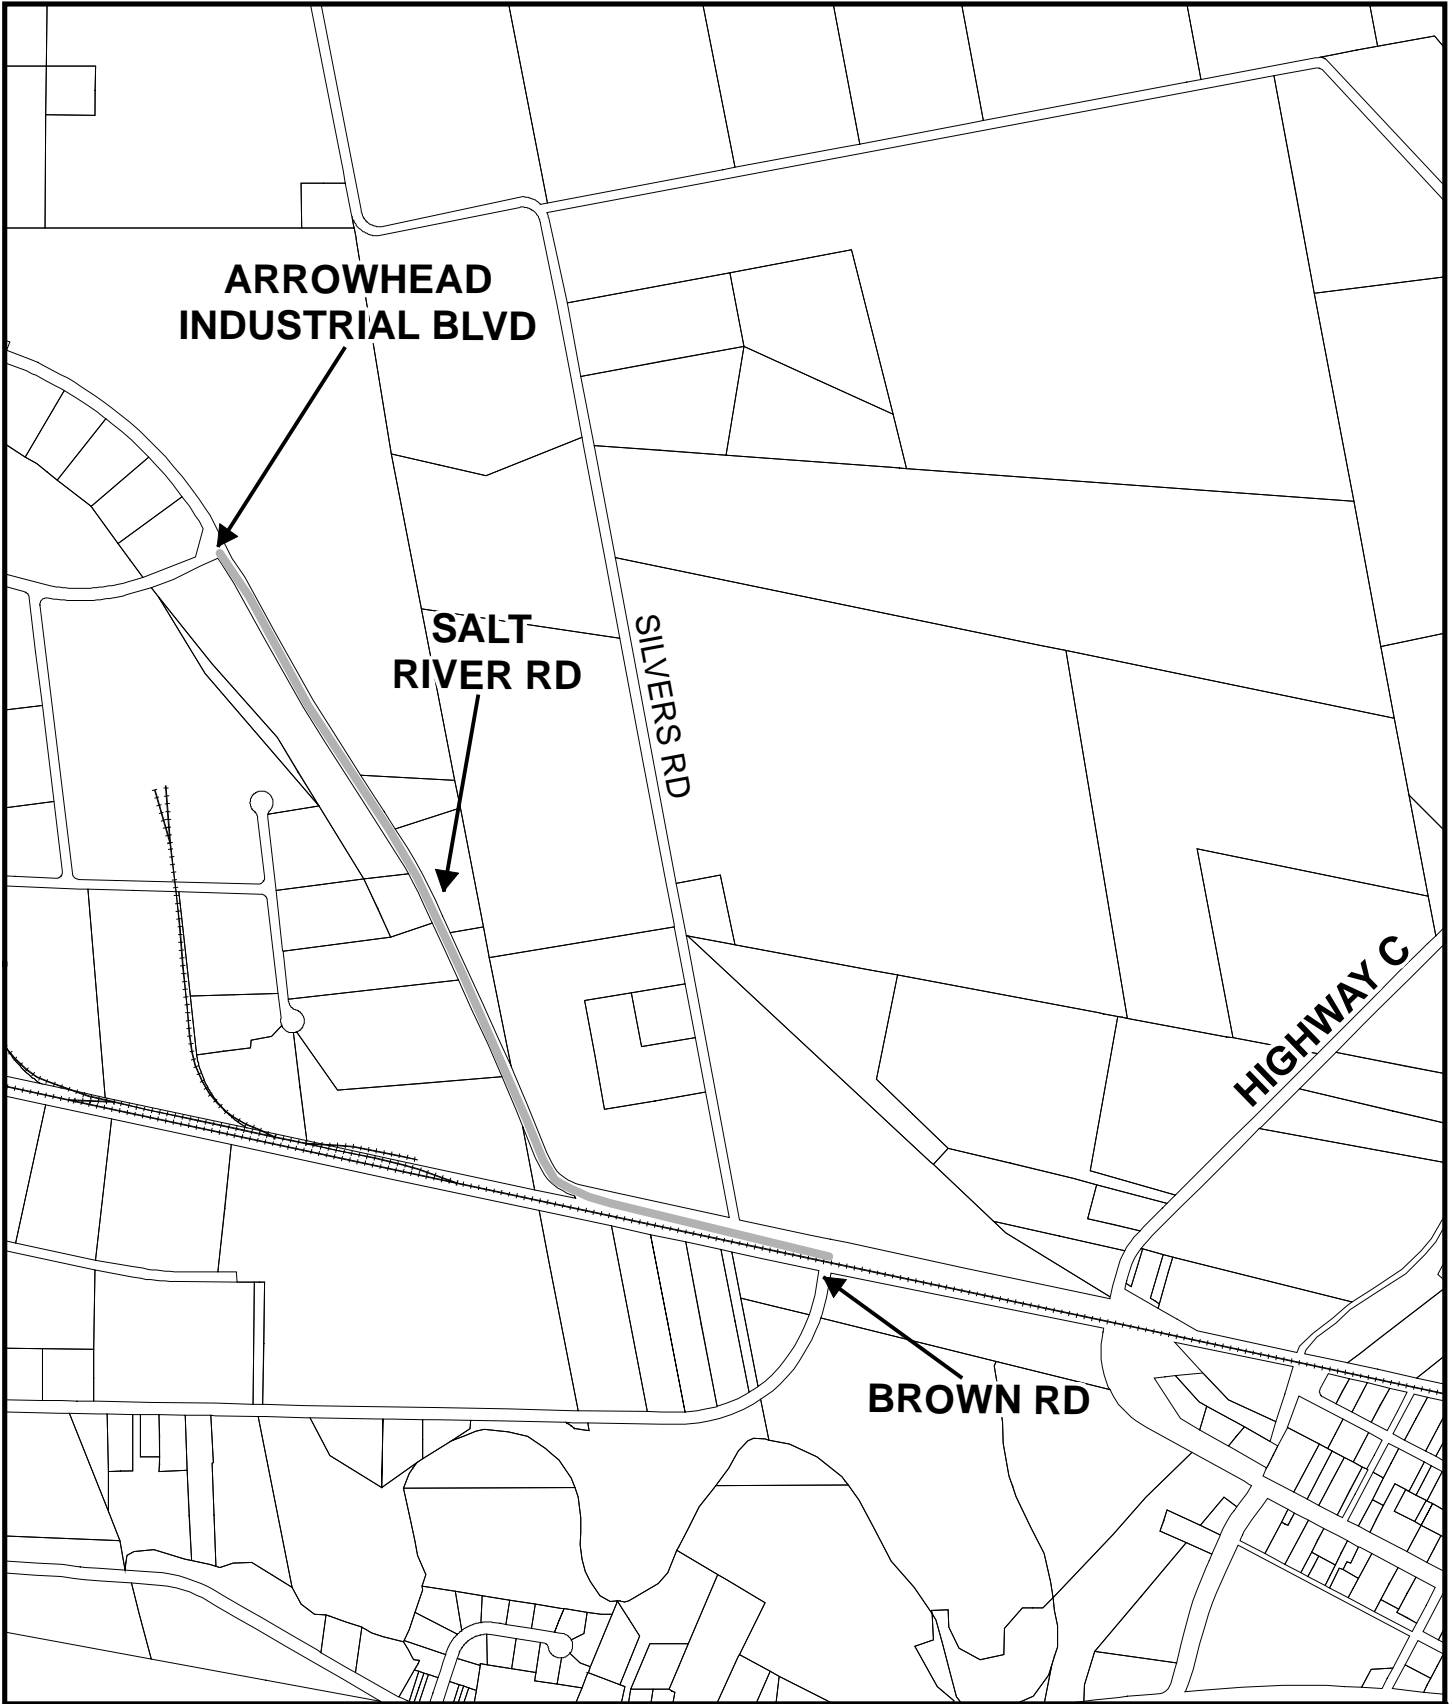 ARROWHEAD
INDUSTRIAL BLVD
SALT
RIVER RD
SILVERS RD
HIGHWAY C
BROWN RD